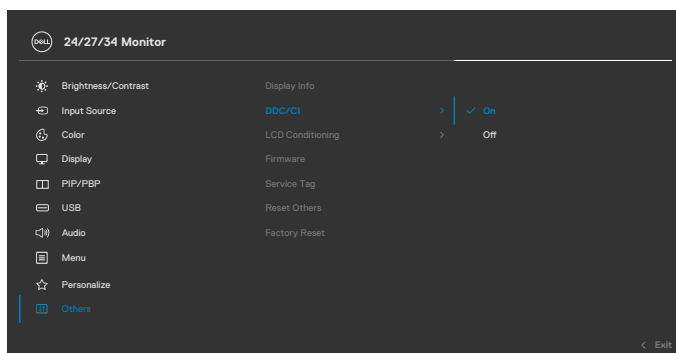 DELL 24/27/34 Monitor
Brightness/Contrast Display Info
Input Source DDC/CI > ✓ On
Color LCD Conditioning > Off
Display Firmware
PIP/PBP Service Tag
USB Reset Others
Audio Factory Reset
Menu
Personalize
Others
< Exit